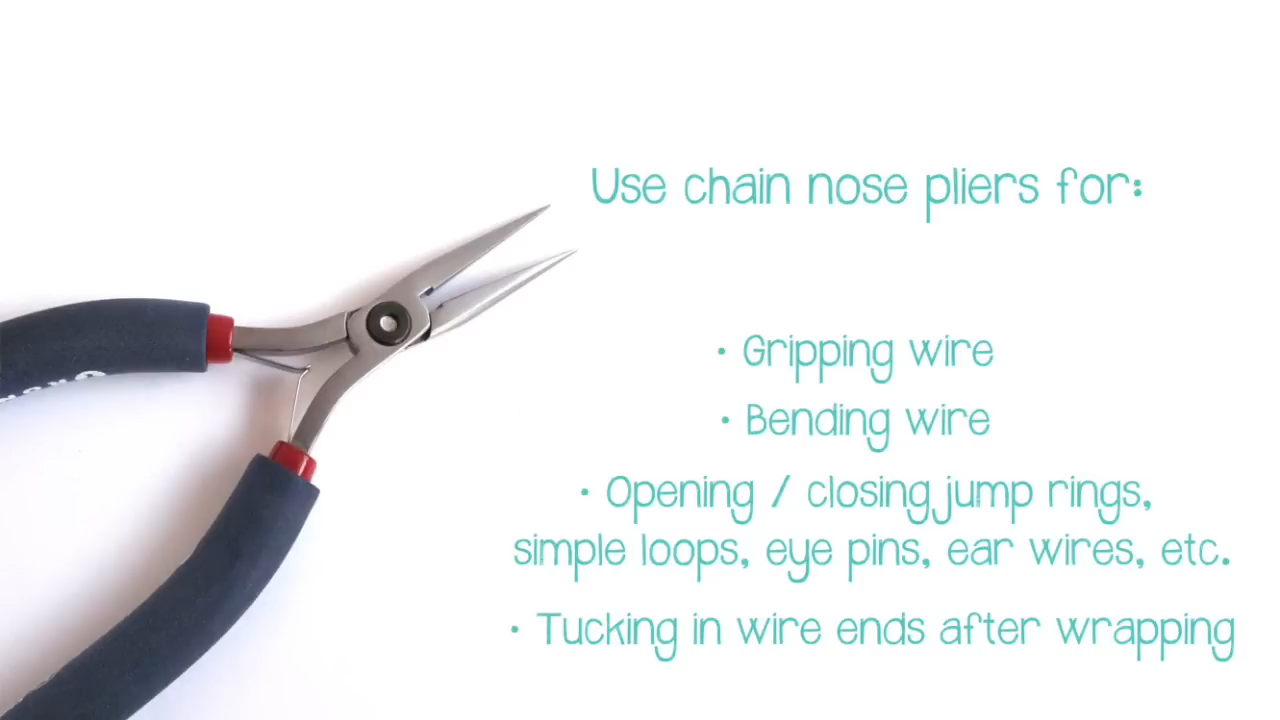 Use chain nose pliers for:
• Gripping wire
• Bending wire
• Opening / closing jump rings,
simple loops, eye pins, ear wires, etc.
• Tucking in wire ends after wrapping